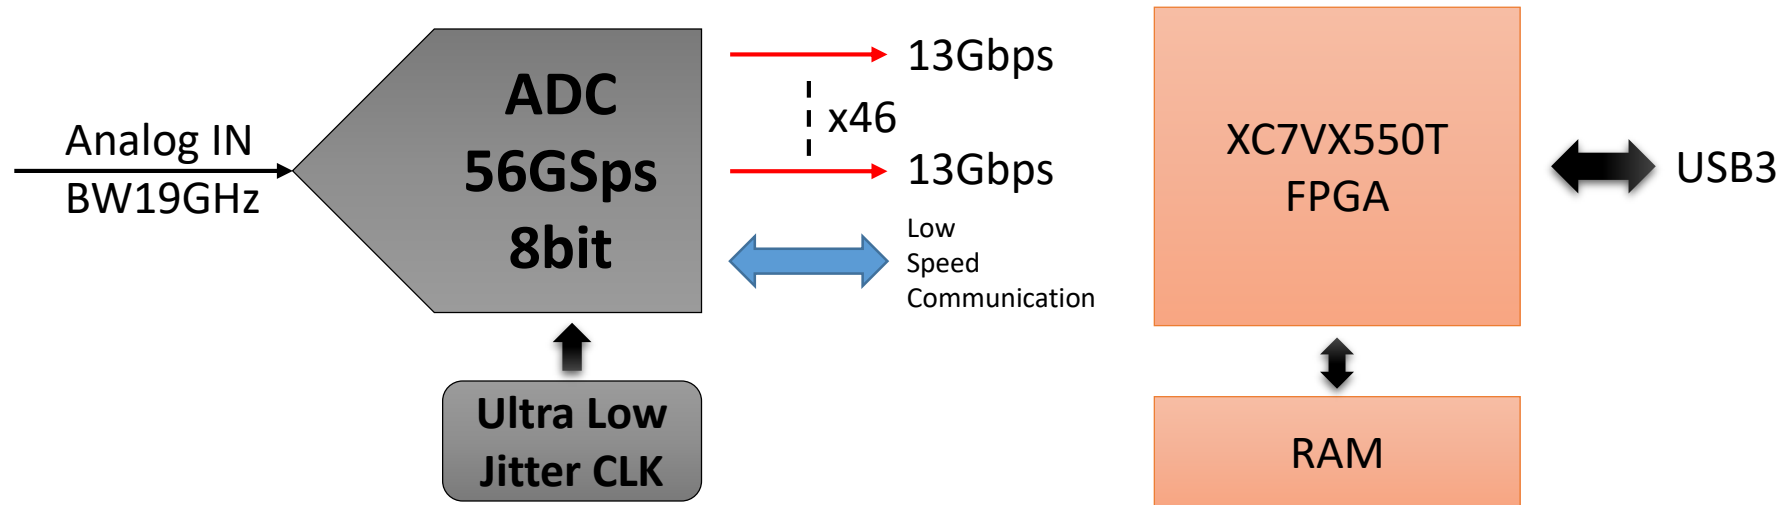 Analog IN
BW19GHz
ADC
56GSps
8bit
13Gbps
x46
13Gbps
Low
Speed
Communication
Ultra Low
Jitter CLK
XC7VX550T
FPGA
USB3
RAM